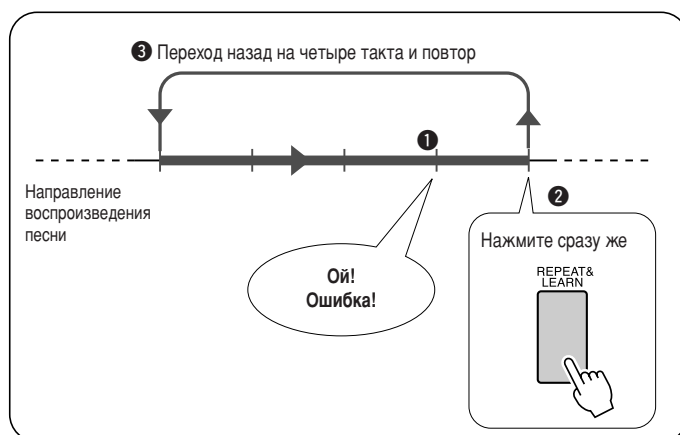 ❸ Переход назад на четыре такта и повтор
❶
Направление
воспроизведения
песни
Ой!
Ошибка!
❷
Нажмите сразу же
REPEAT&
LEARN